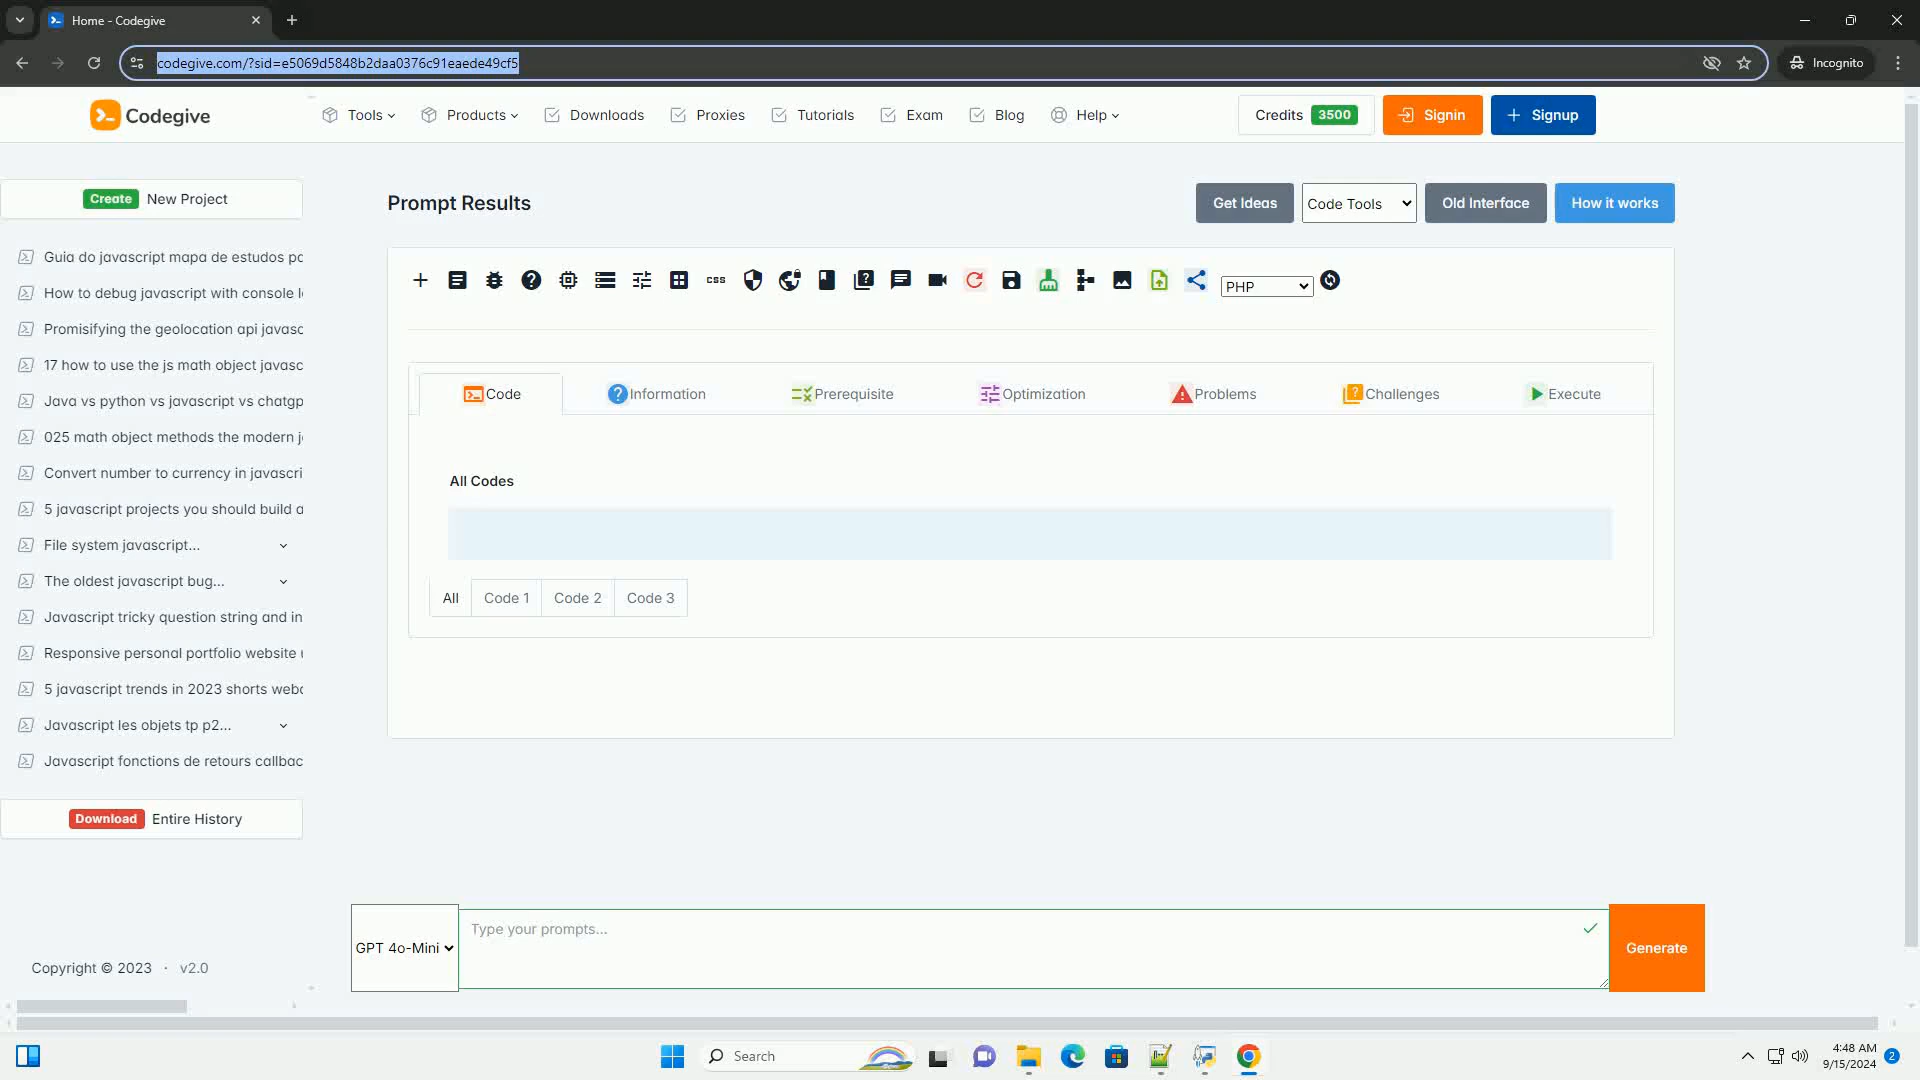 Home - Codegive
codegive.com/?sid=e5069d5848b2daa0376c91eaede49cf5
Incognito
Codegive
Tools
Products
Downloads
Proxies
Tutorials
Exam
Blog
Help
Credits 3500
Signin
Signup
Create New Project
Guia do javascript mapa de estudos pa
How to debug javascript with console l
Promisifying the geolocation api javasc
17 how to use the js math object javasc
Java vs python vs javascript vs chatgp
025 math object methods the modern j
Convert number to currency in javascri
5 javascript projects you should build a
File system javascript...
The oldest javascript bug...
Javascript tricky question string and in
Responsive personal portfolio website
5 javascript trends in 2023 shorts webd
Javascript les objets tp p2...
Javascript fonctions de retours callbac
Download Entire History
Copyright © 2023 · v2.0
Prompt Results
Get Ideas
Code Tools
Old Interface
How it works
css
PHP
Code
Information
Prerequisite
Optimization
Problems
Challenges
Execute
All Codes
All
Code 1
Code 2
Code 3
GPT 4o-Mini
Type your prompts...
Generate
Search
4:48 AM
9/15/2024
2